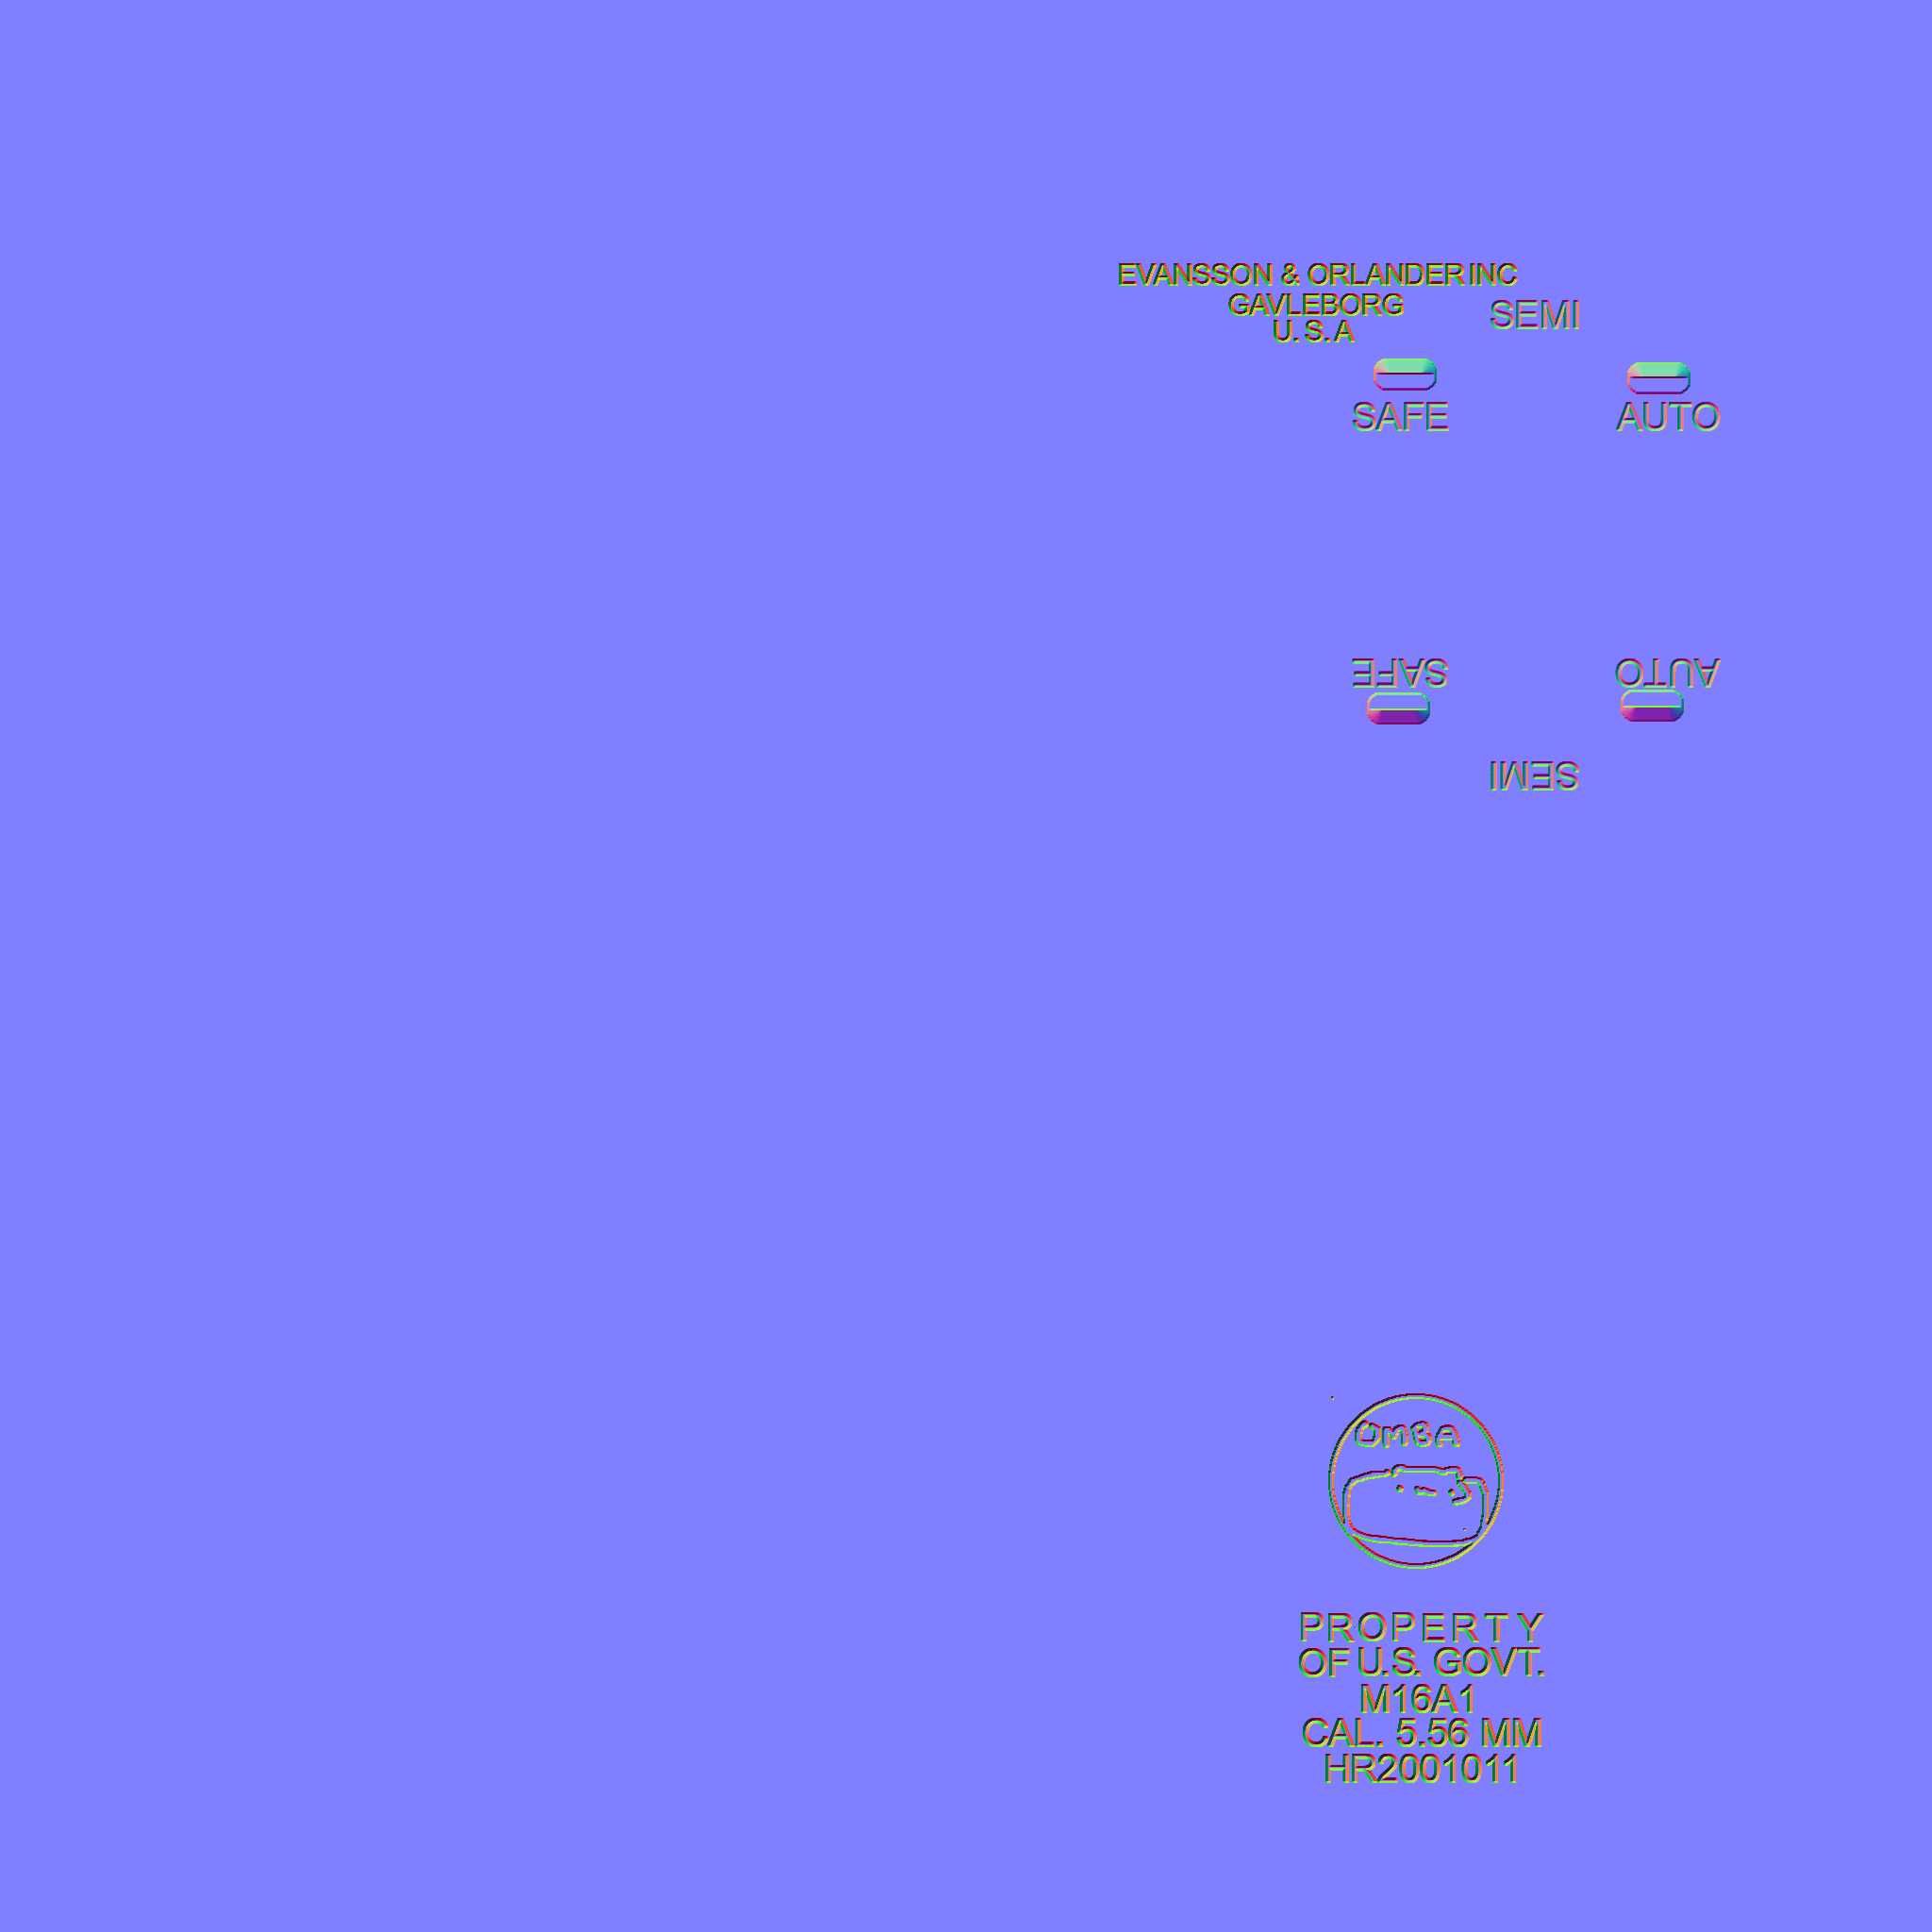 EVANSSON & ORLANDER INC
GAVLEBORG
U. S. A
SEMI
SAFE
AUTO
SAFE
AUTO
SEMI
OMBA
PROPERTY
OF U.S. GOVT.
M16A1
CAL. 5.56 MM
HR2001011